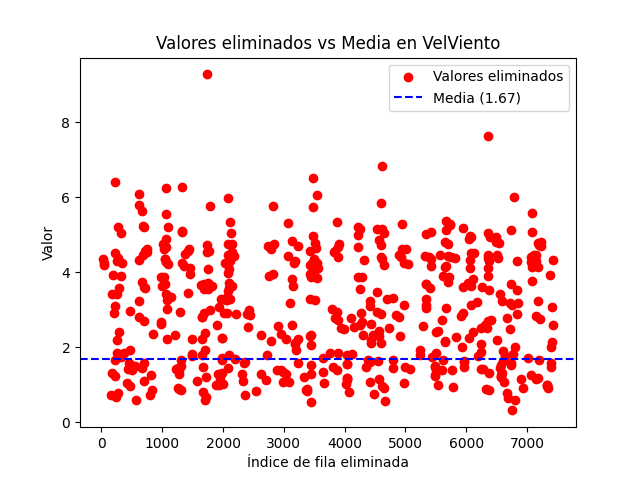 Valores eliminados vs Media en VelViento
Valores eliminados
Media (1.67)
Valor
8
6
4
2
0
0 1000 2000 3000 4000 5000 6000 7000
Índice de fila eliminada